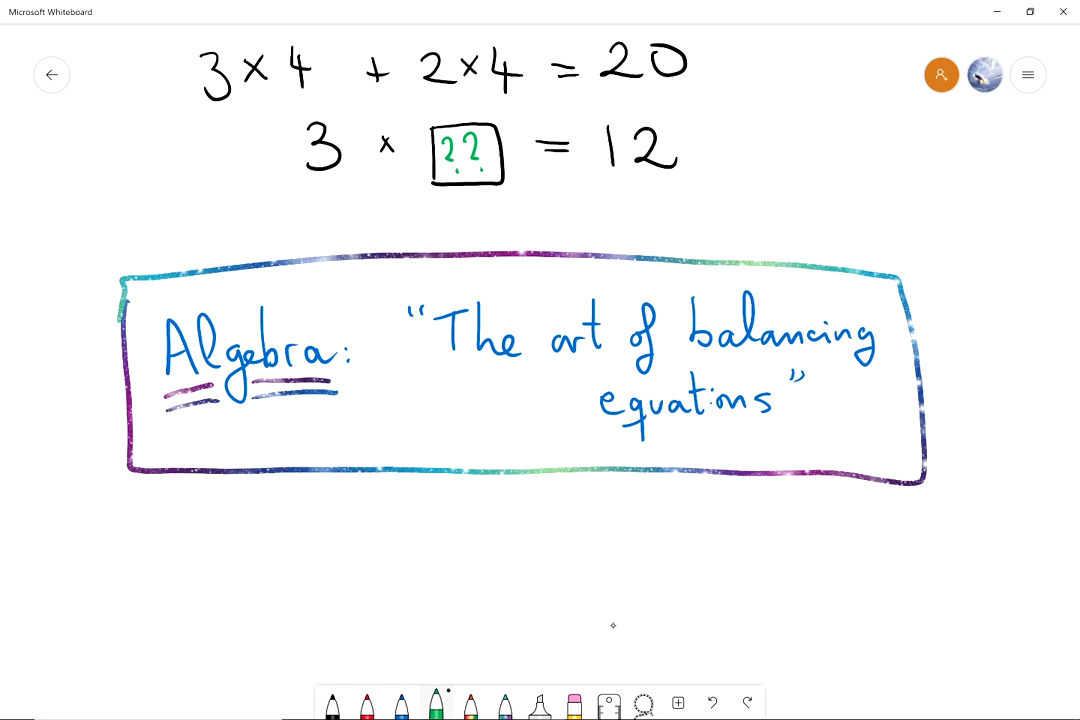 Microsoft Whiteboard
3 × 4 + 2 × 4 = 20
3 × ?? = 12
Algebra: "The art of balancing
equations"